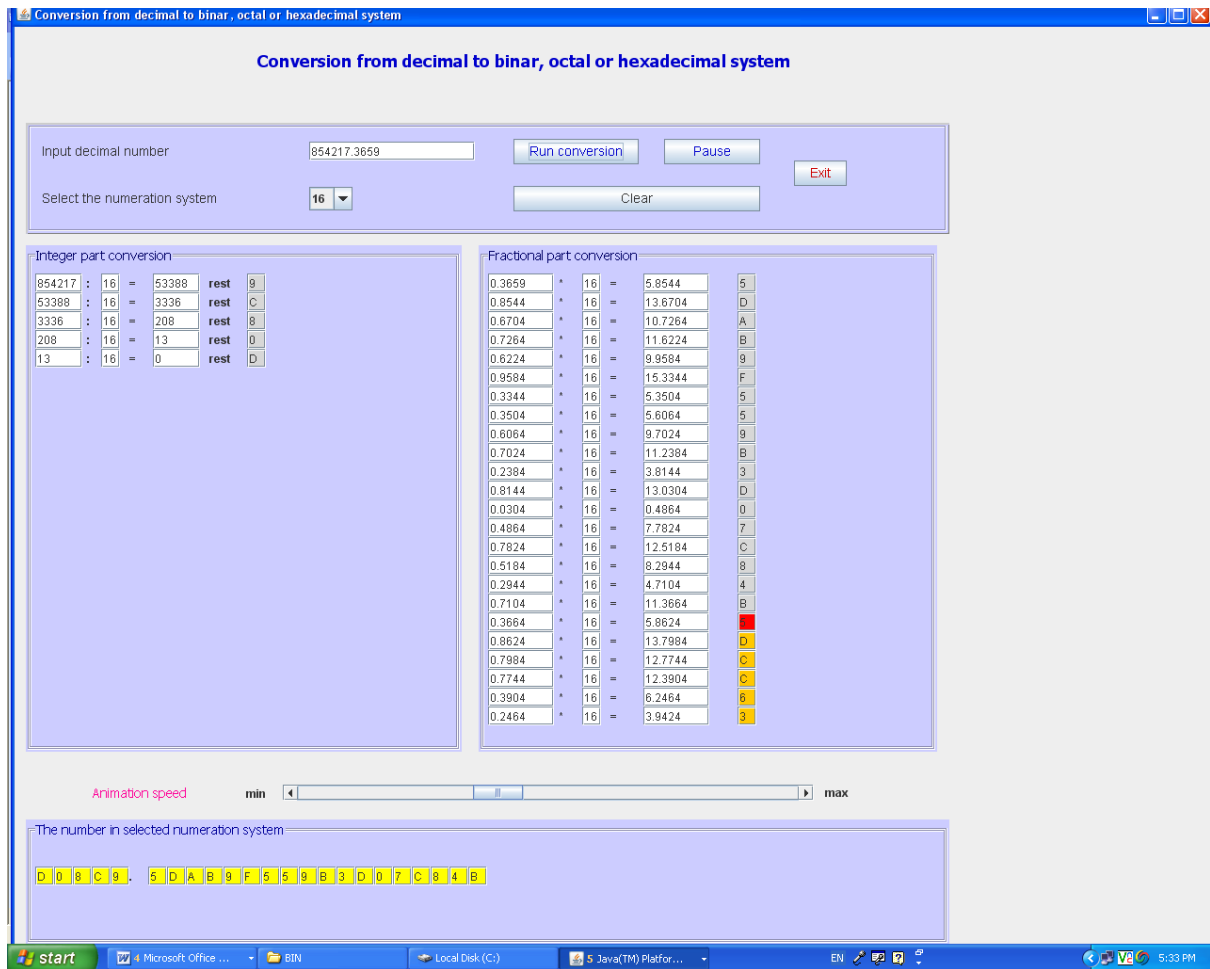 Conversion from decimal to binar, octal or hexadecimal system
Conversion from decimal to binar, octal or hexadecimal system
Input decimal number 854217.3659 Run conversion Pause
Exit
Select the numeration system 16 Clear
Integer part conversion
854217 : 16 = 53388 rest 9
53388 : 16 = 3336 rest C
3336 : 16 = 208 rest 8
208 : 16 = 13 rest 0
13 : 16 = 0 rest D
Fractional part conversion
0.3659 * 16 = 5.8544 5
0.8544 * 16 = 13.6704 D
0.6704 * 16 = 10.7264 A
0.7264 * 16 = 11.6224 B
0.6224 * 16 = 9.9584 9
0.9584 * 16 = 15.3344 F
0.3344 * 16 = 5.3504 5
0.3504 * 16 = 5.6064 5
0.6064 * 16 = 9.7024 9
0.7024 * 16 = 11.2384 B
0.2384 * 16 = 3.8144 3
0.8144 * 16 = 13.0304 D
0.0304 * 16 = 0.4864 0
0.4864 * 16 = 7.7824 7
0.7824 * 16 = 12.5184 C
0.5184 * 16 = 8.2944 8
0.2944 * 16 = 4.7104 4
0.7104 * 16 = 11.3664 B
0.3664 * 16 = 5.8624 5
0.8624 * 16 = 13.7984 D
0.7984 * 16 = 12.7744 C
0.7744 * 16 = 12.3904 C
0.3904 * 16 = 6.2464 6
0.2464 * 16 = 3.9424 3
Animation speed min max
The number in selected numeration system
D 0 8 C 9 . 5 D A B 9 F 5 5 9 B 3 D 0 7 C 8 4 B
start 4 Microsoft Office ... BIN Local Disk (C:) 5 Java(TM) Platfor... EN 5:33 PM